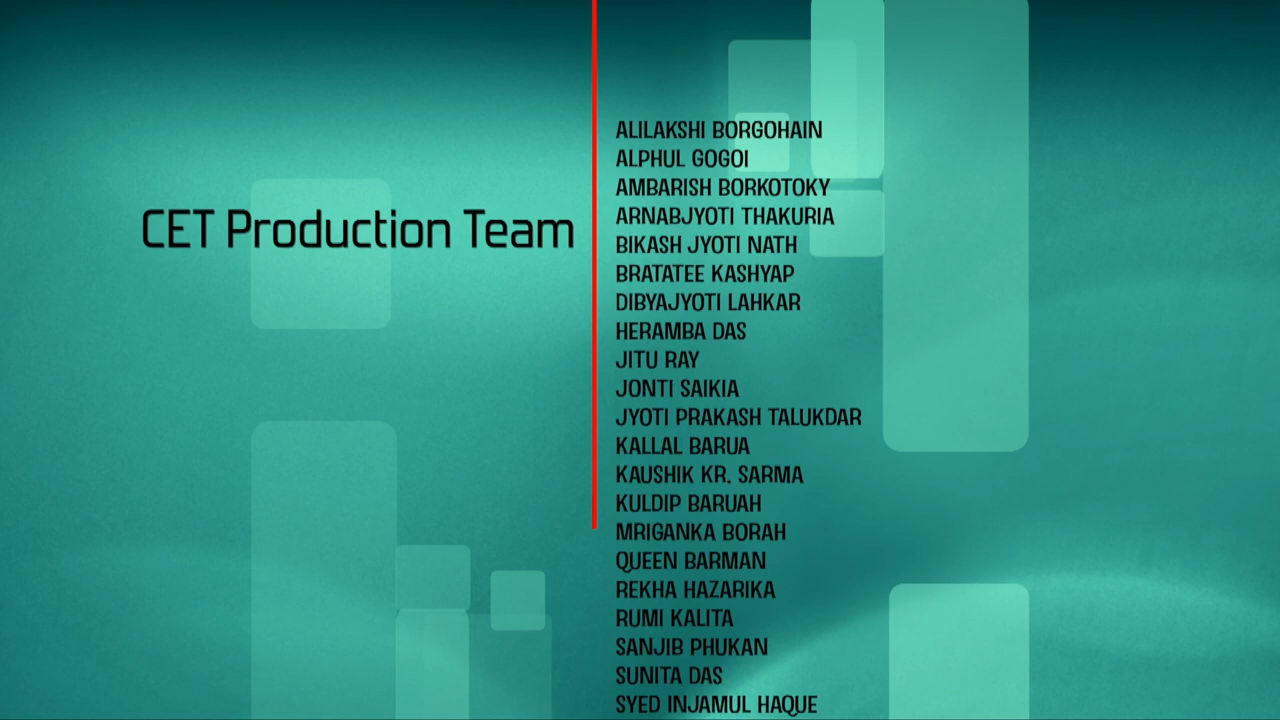 CET Production Team
ALILAKSHI BORGOHAIN
ALPHUL GOGOI
AMBARISH BORKOTOKY
ARNABJYOTI THAKURIA
BIKASH JYOTI NATH
BRATATEE KASHYAP
DIBYAJYOTI LAHKAR
HERAMBA DAS
JITU RAY
JONTI SAIKIA
JYOTI PRAKASH TALUKDAR
KALLAL BARUA
KAUSHIK KR. SARMA
KULDIP BARUAH
MRIGANKA BORAH
QUEEN BARMAN
REKHA HAZARIKA
RUMI KALITA
SANJIB PHUKAN
SUNITA DAS
SYED INJAMUL HAQUE